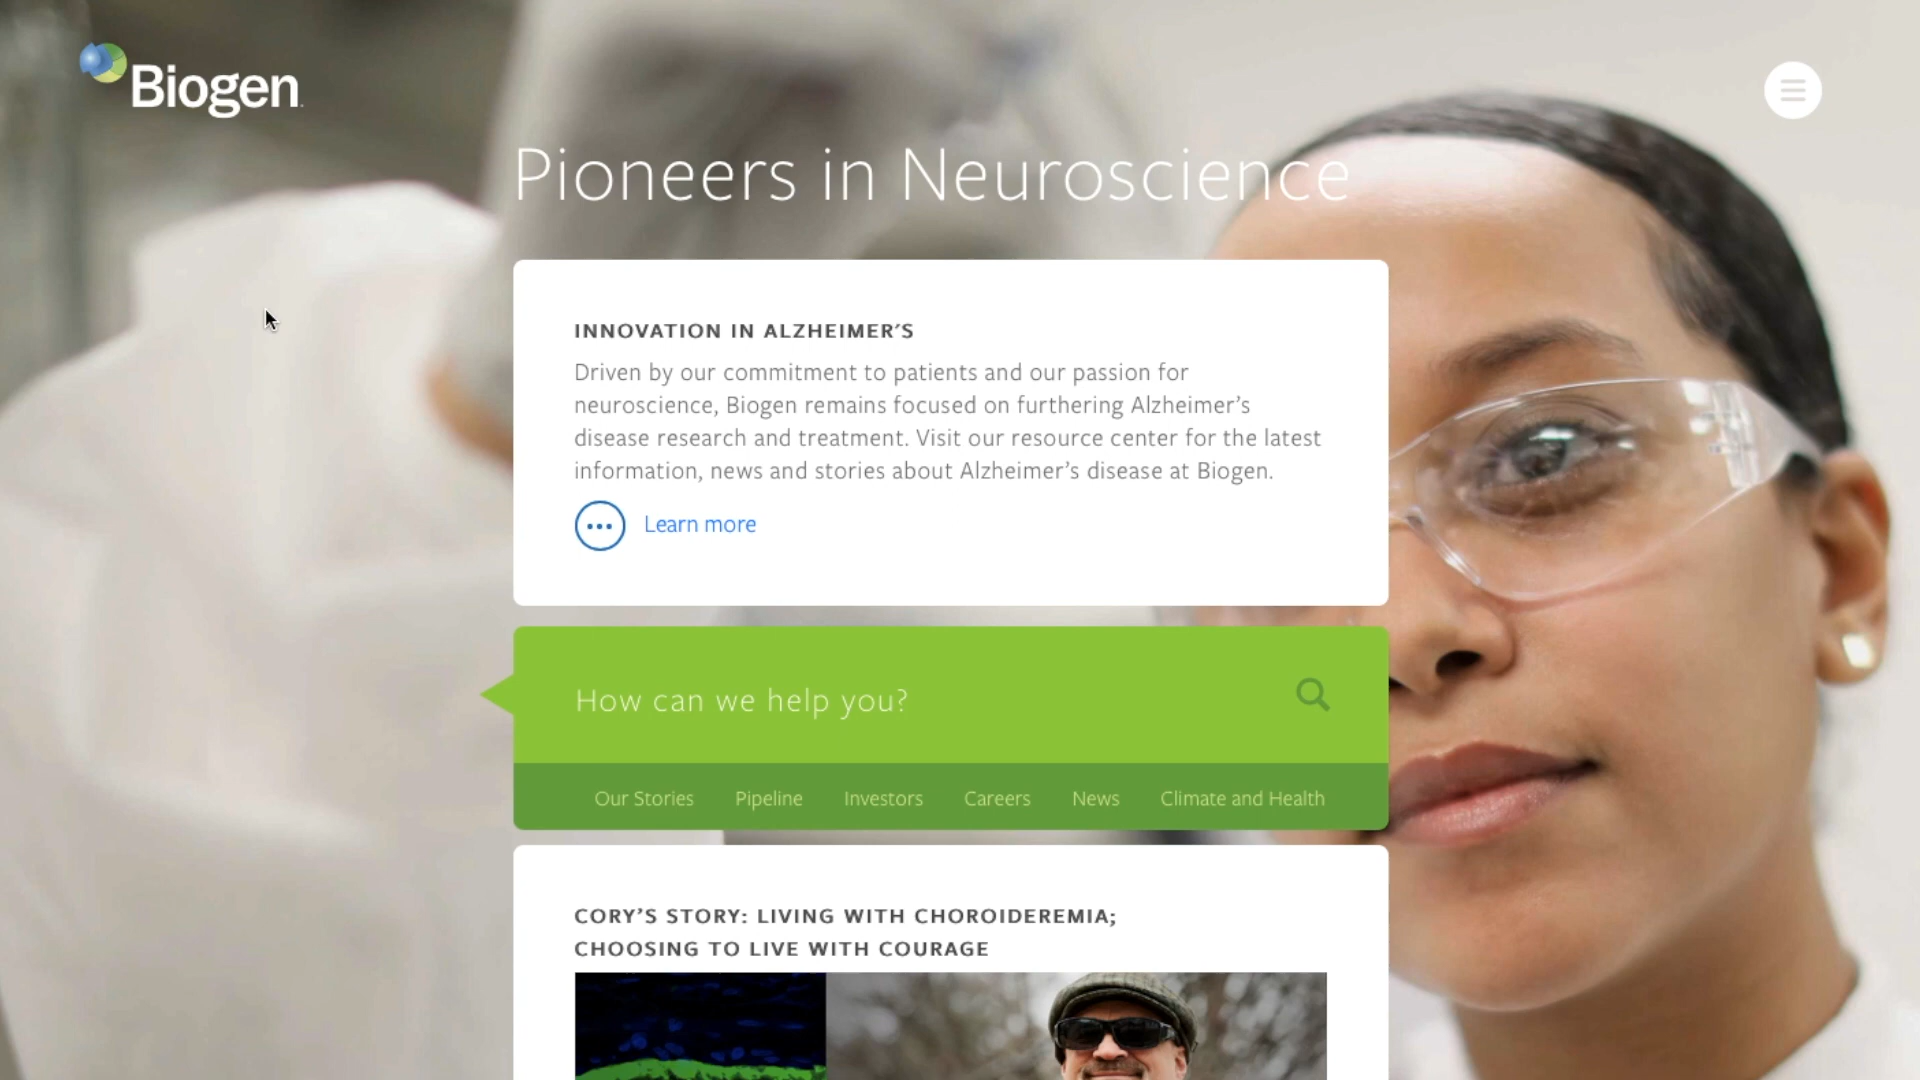 Biogen
Pioneers in Neuroscience
INNOVATION IN ALZHEIMER'S
Driven by our commitment to patients and our passion for
neuroscience, Biogen remains focused on furthering Alzheimer’s
disease research and treatment. Visit our resource center for the latest
information, news and stories about Alzheimer’s disease at Biogen.
Learn more
How can we help you?
Our Stories Pipeline Investors Careers News Climate and Health
CORY’S STORY: LIVING WITH CHOROIDEREMIA;
CHOOSING TO LIVE WITH COURAGE